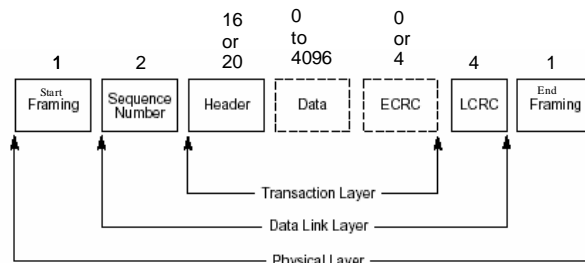 16 0 0
or to or
1 2 20 4096 4 4 1
Start Framing Sequence Number Header Data ECRC LCRC End Framing
Transaction Layer
Data Link Layer
Physical Layer